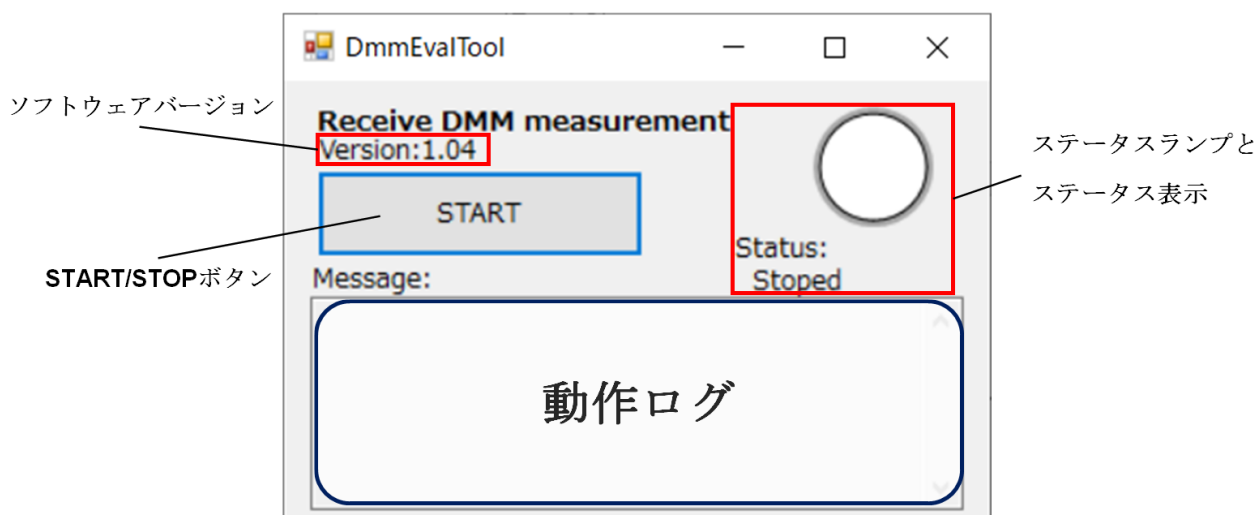 DmmEvalTool
ソフトウェアバージョン
Receive DMM measurement
Version:1.04
ステータスランプと
ステータス表示
START
Status:
Stoped
START/STOPボタン
Message:
動作ログ